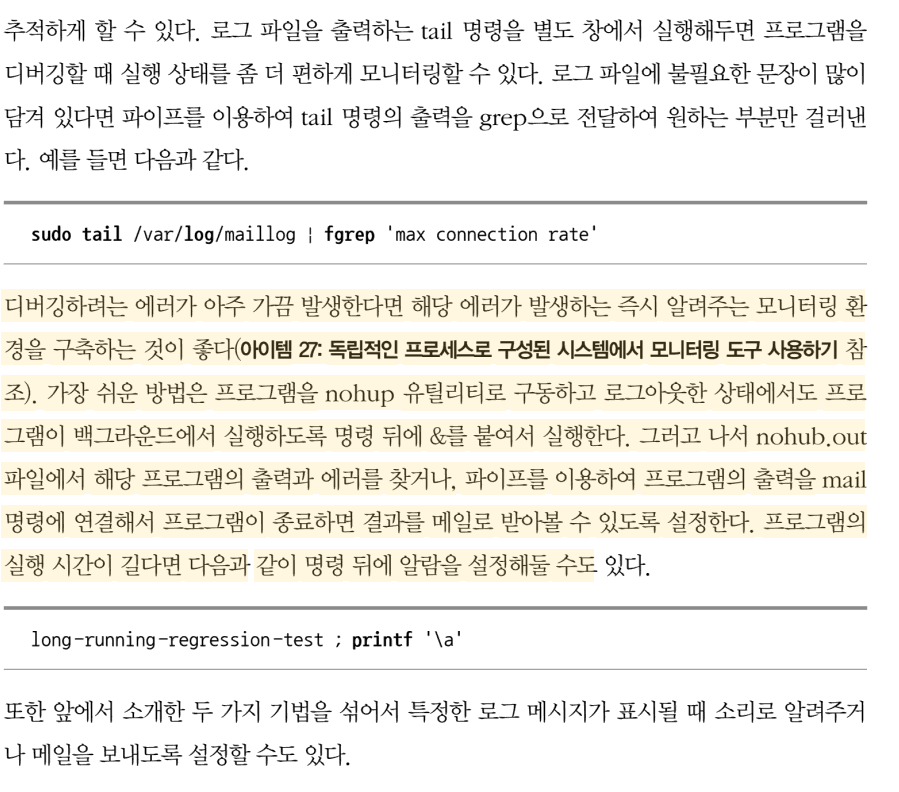 추적하게 할 수 있다. 로그 파일을 출력하는 tail 명령을 별도 창에서 실행해두면 프로그램을
디버깅할 때 실행 상태를 좀 더 편하게 모니터링할 수 있다. 로그 파일에 불필요한 문장이 많이
담겨 있다면 파이프를 이용하여 tail 명령의 출력을 grep으로 전달하여 원하는 부분만 걸러낸
다. 예를 들면 다음과 같다.
sudo tail /var/log/maillog ¦ fgrep 'max connection rate'
디버깅하려는 에러가 아주 가끔 발생한다면 해당 에러가 발생하는 즉시 알려주는 모니터링 환
경을 구축하는 것이 좋다(아이템 27: 독립적인 프로세스로 구성된 시스템에서 모니터링 도구 사용하기 참
조). 가장 쉬운 방법은 프로그램을 nohup 유틸리티로 구동하고 로그아웃한 상태에서도 프로
그램이 백그라운드에서 실행하도록 명령 뒤에 &를 붙여서 실행한다. 그러고 나서 nohub.out
파일에서 해당 프로그램의 출력과 에러를 찾거나, 파이프를 이용하여 프로그램의 출력을 mail
명령에 연결해서 프로그램이 종료하면 결과를 메일로 받아볼 수 있도록 설정한다. 프로그램의
실행 시간이 길다면 다음과 같이 명령 뒤에 알람을 설정해둘 수도 있다.
long-running-regression-test ; printf '\a'
또한 앞에서 소개한 두 가지 기법을 섞어서 특정한 로그 메시지가 표시될 때 소리로 알려주거
나 메일을 보내도록 설정할 수도 있다.